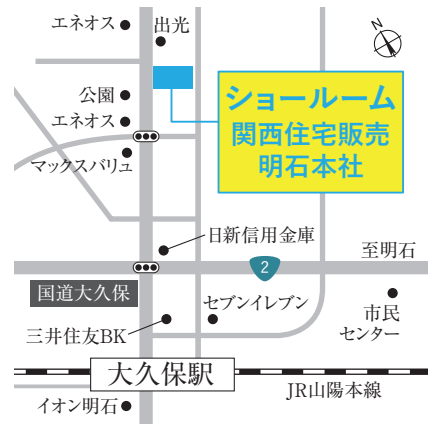 エネオス
出光
N
公園
エネオス
マックスバリュ
ショールーム
関西住宅販売
明石本社
日新信用金庫
至明石
2
国道大久保
セブンイレブン
三井住友BK
市民
センター
大久保駅
JR山陽本線
イオン明石